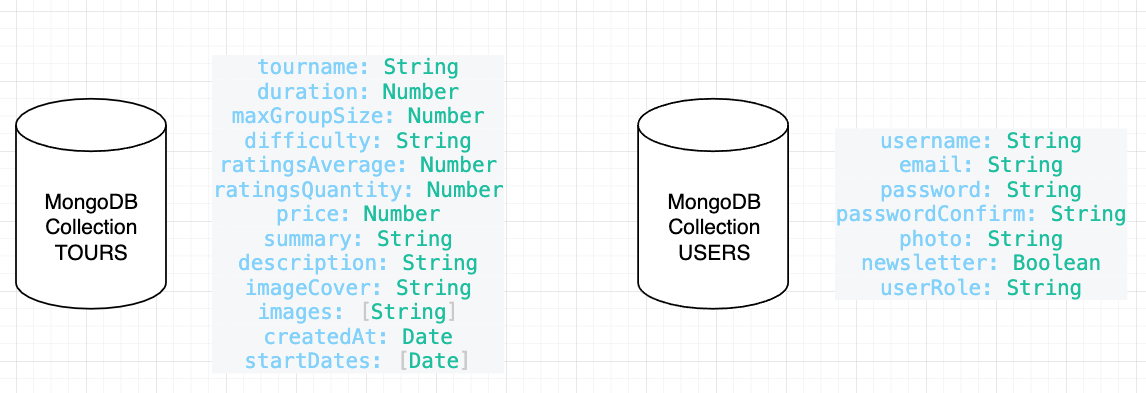 MongoDB
Collection
TOURS
tourname: String
duration: Number
maxGroupSize: Number
difficulty: String
ratingsAverage: Number
ratingsQuantity: Number
price: Number
summary: String
description: String
imageCover: String
images: [String]
createdAt: Date
startDates: [Date]
MongoDB
Collection
USERS
username: String
email: String
password: String
passwordConfirm: String
photo: String
newsletter: Boolean
userRole: String